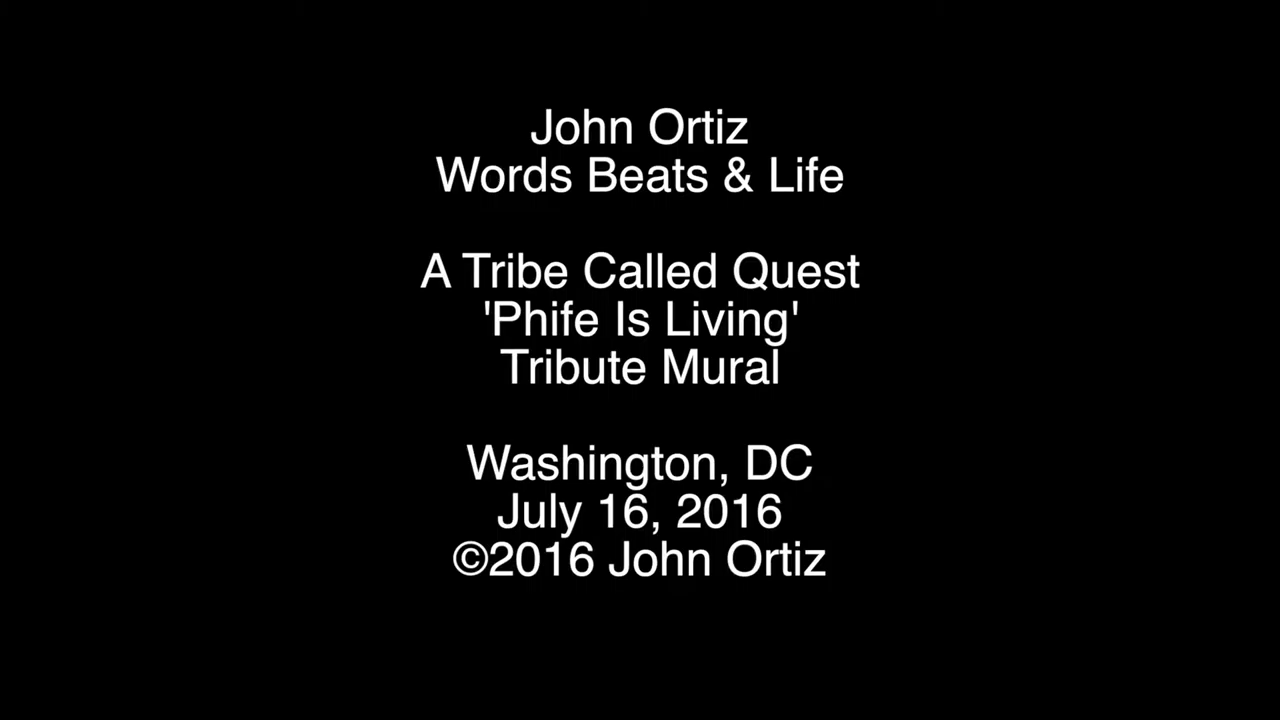 John Ortiz
Words Beats & Life
A Tribe Called Quest
'Phife Is Living'
Tribute Mural
Washington, DC
July 16, 2016
©2016 John Ortiz